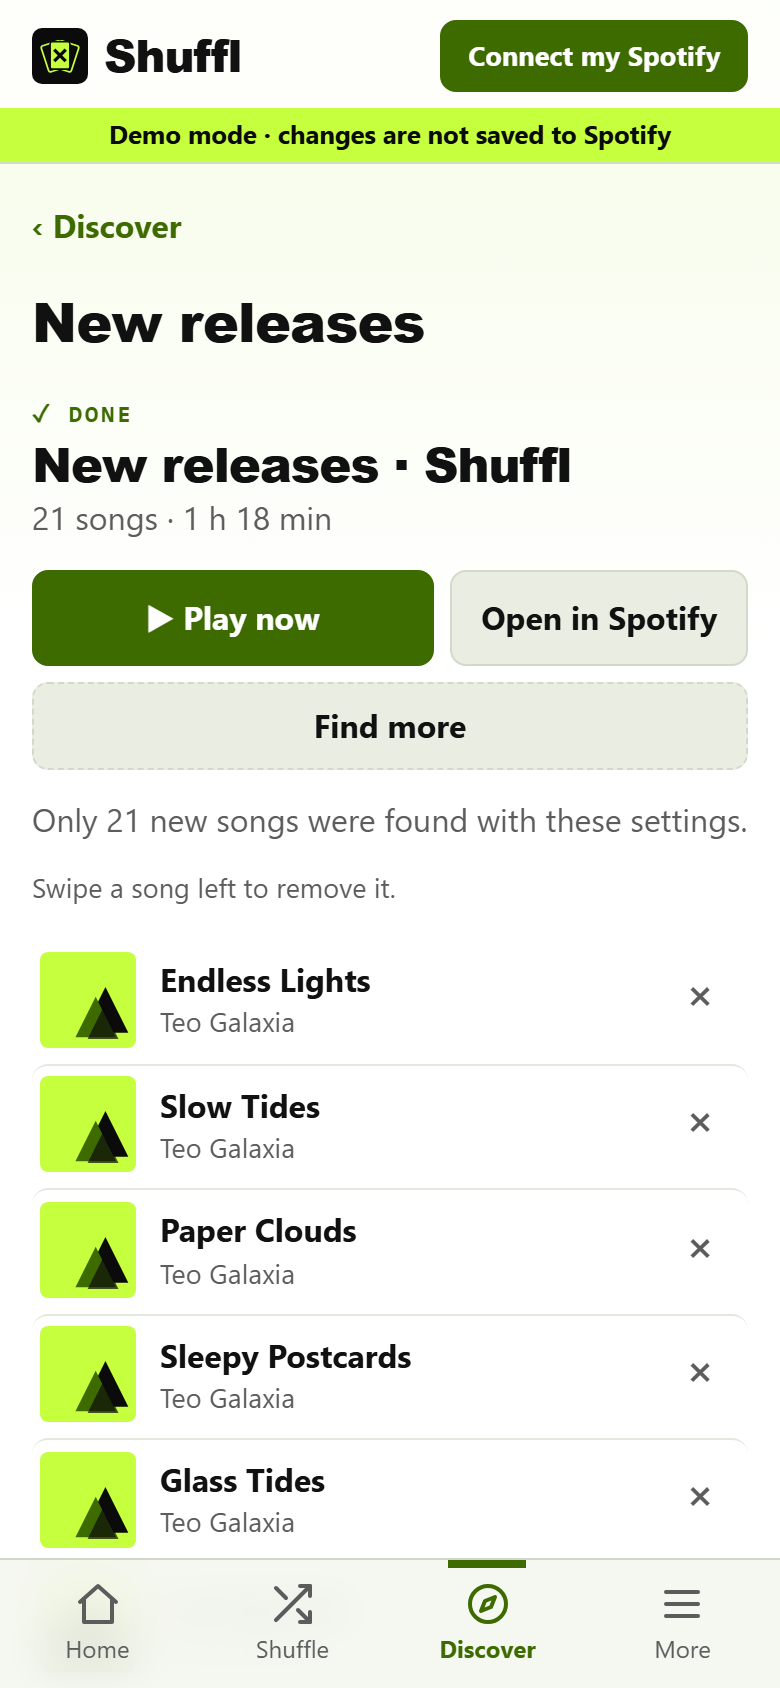 Shuffl
Connect my Spotify
Demo mode · changes are not saved to Spotify
‹ Discover
New releases
✓ DONE
New releases · Shuffl
21 songs · 1 h 18 min
▶ Play now
Open in Spotify
Find more
Only 21 new songs were found with these settings.
Swipe a song left to remove it.
Endless Lights
Teo Galaxia
×
Slow Tides
Teo Galaxia
×
Paper Clouds
Teo Galaxia
×
Sleepy Postcards
Teo Galaxia
×
Glass Tides
Teo Galaxia
×
Home
Shuffle
Discover
More